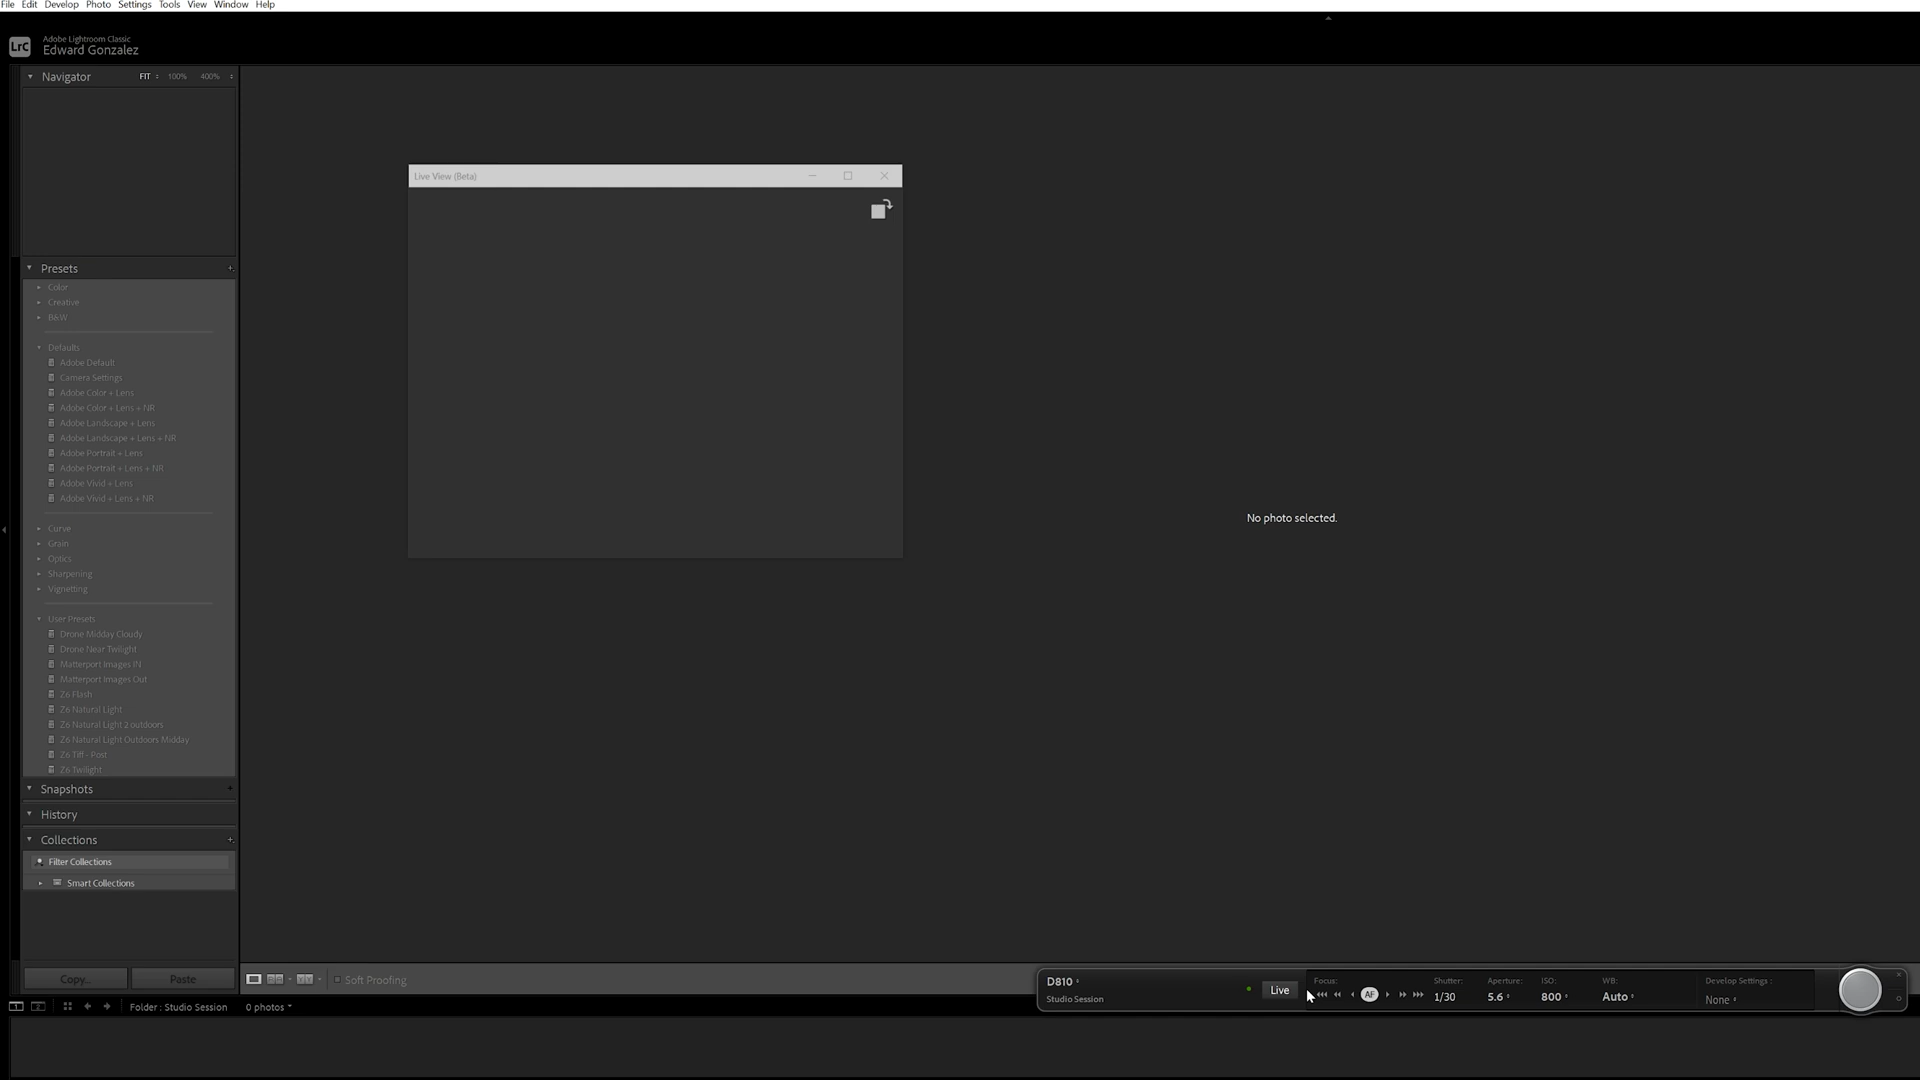 File Edit Develop Photo Settings Tools View Window Help
LrC
Adobe Lightroom Classic
Edward Gonzalez
Navigator FIT 100% 400%
Live View (Beta)
Presets
Color
Creative
B&W
Defaults
Adobe Default
Camera Settings
Adobe Color + Lens
Adobe Color + Lens + NR
Adobe Landscape + Lens
Adobe Landscape + Lens + NR
Adobe Portrait + Lens
Adobe Portrait + Lens + NR
Adobe Vivid + Lens
Adobe Vivid + Lens + NR
No photo selected.
Curve
Grain
Optics
Sharpening
Vignetting
User Presets
Drone Midday Cloudy
Drone Near Twilight
Matterport Images IN
Matterport Images Out
Z6 Flash
Z6 Natural Light
Z6 Natural Light 2 outdoors
Z6 Natural Light Outdoors Midday
Z6 Tiff - Post
Z6 Twilight
Snapshots
History
Collections
Filter Collections
Smart Collections
Copy... Paste
Soft Proofing
D810
Studio Session
Live
Focus: Shutter: Aperture: ISO: WB: Develop Settings :
AF 1/30 5.6 800 Auto None
1 2 Folder : Studio Session 0 photos